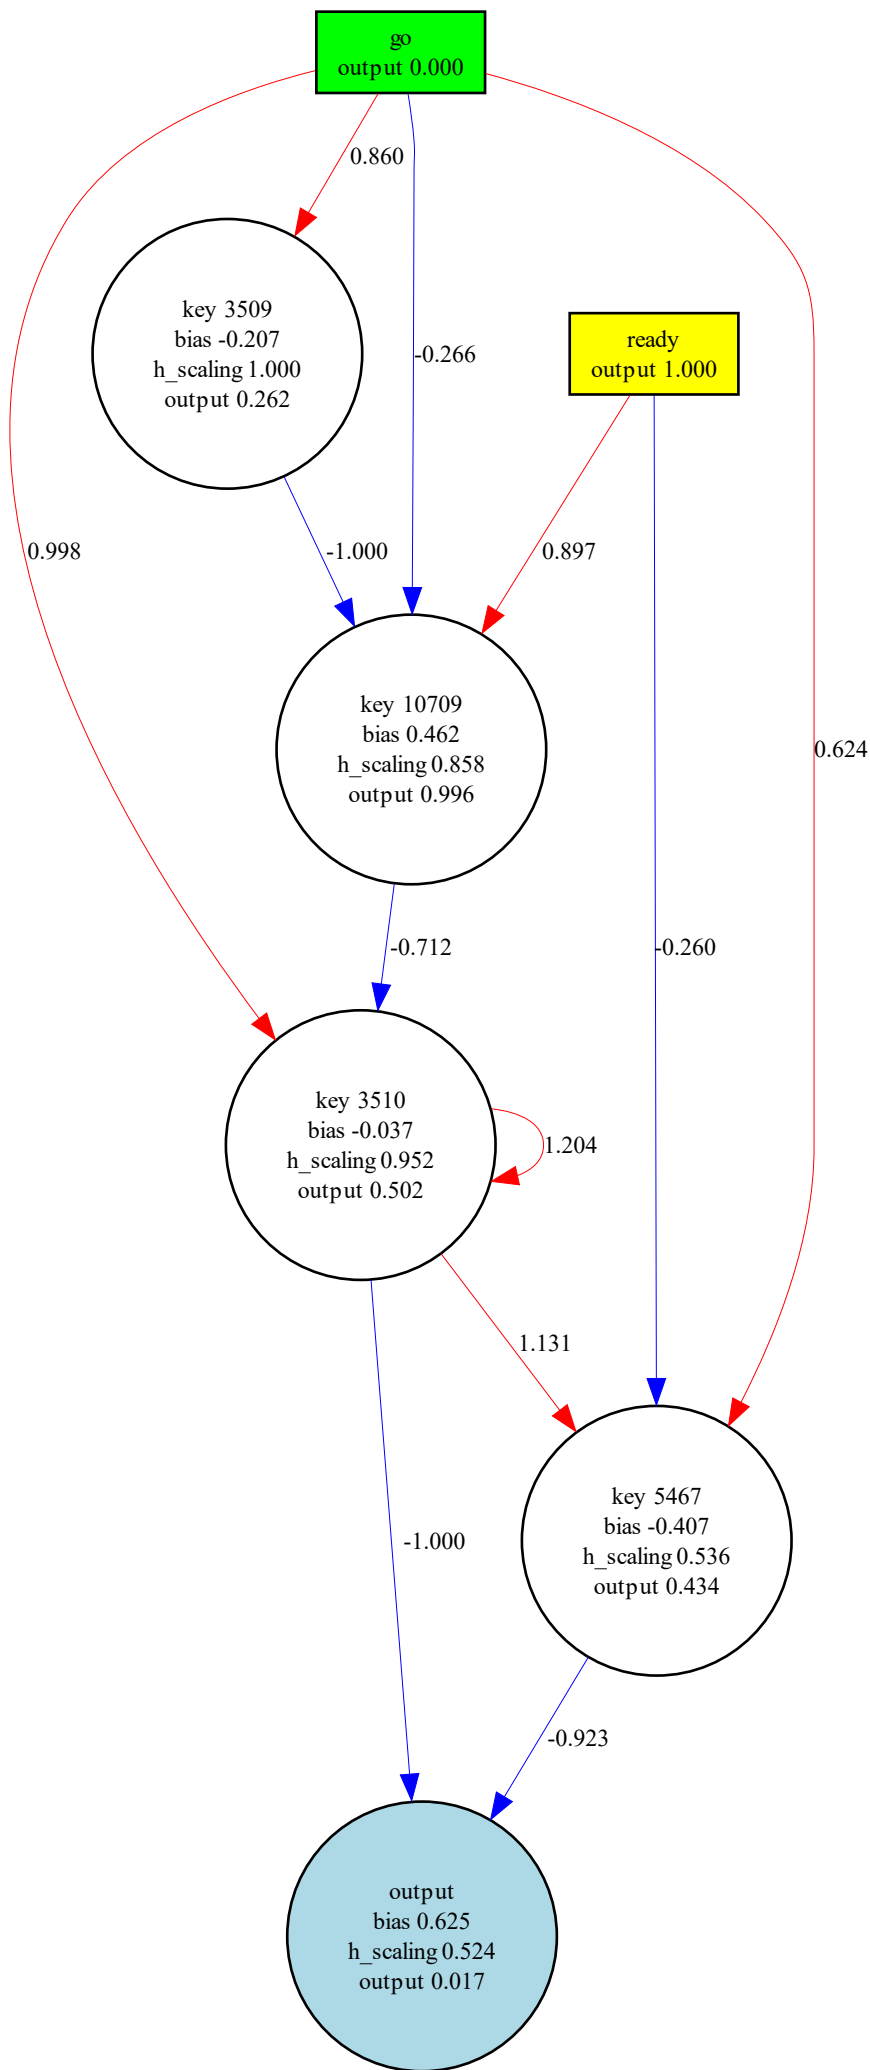 go
output 0.000
0.860
key 3509
bias -0.207
h_scaling 1.000
output 0.262
-0.266
ready
output 1.000
0.998
-1.000
0.897
key 10709
bias 0.462
h_scaling 0.858
output 0.996
0.624
-0.712
-0.260
key 3510
bias -0.037
h_scaling 0.952
output 0.502
1.204
1.131
key 5467
bias -0.407
h_scaling 0.536
output 0.434
-1.000
-0.923
output
bias 0.625
h_scaling 0.524
output 0.017